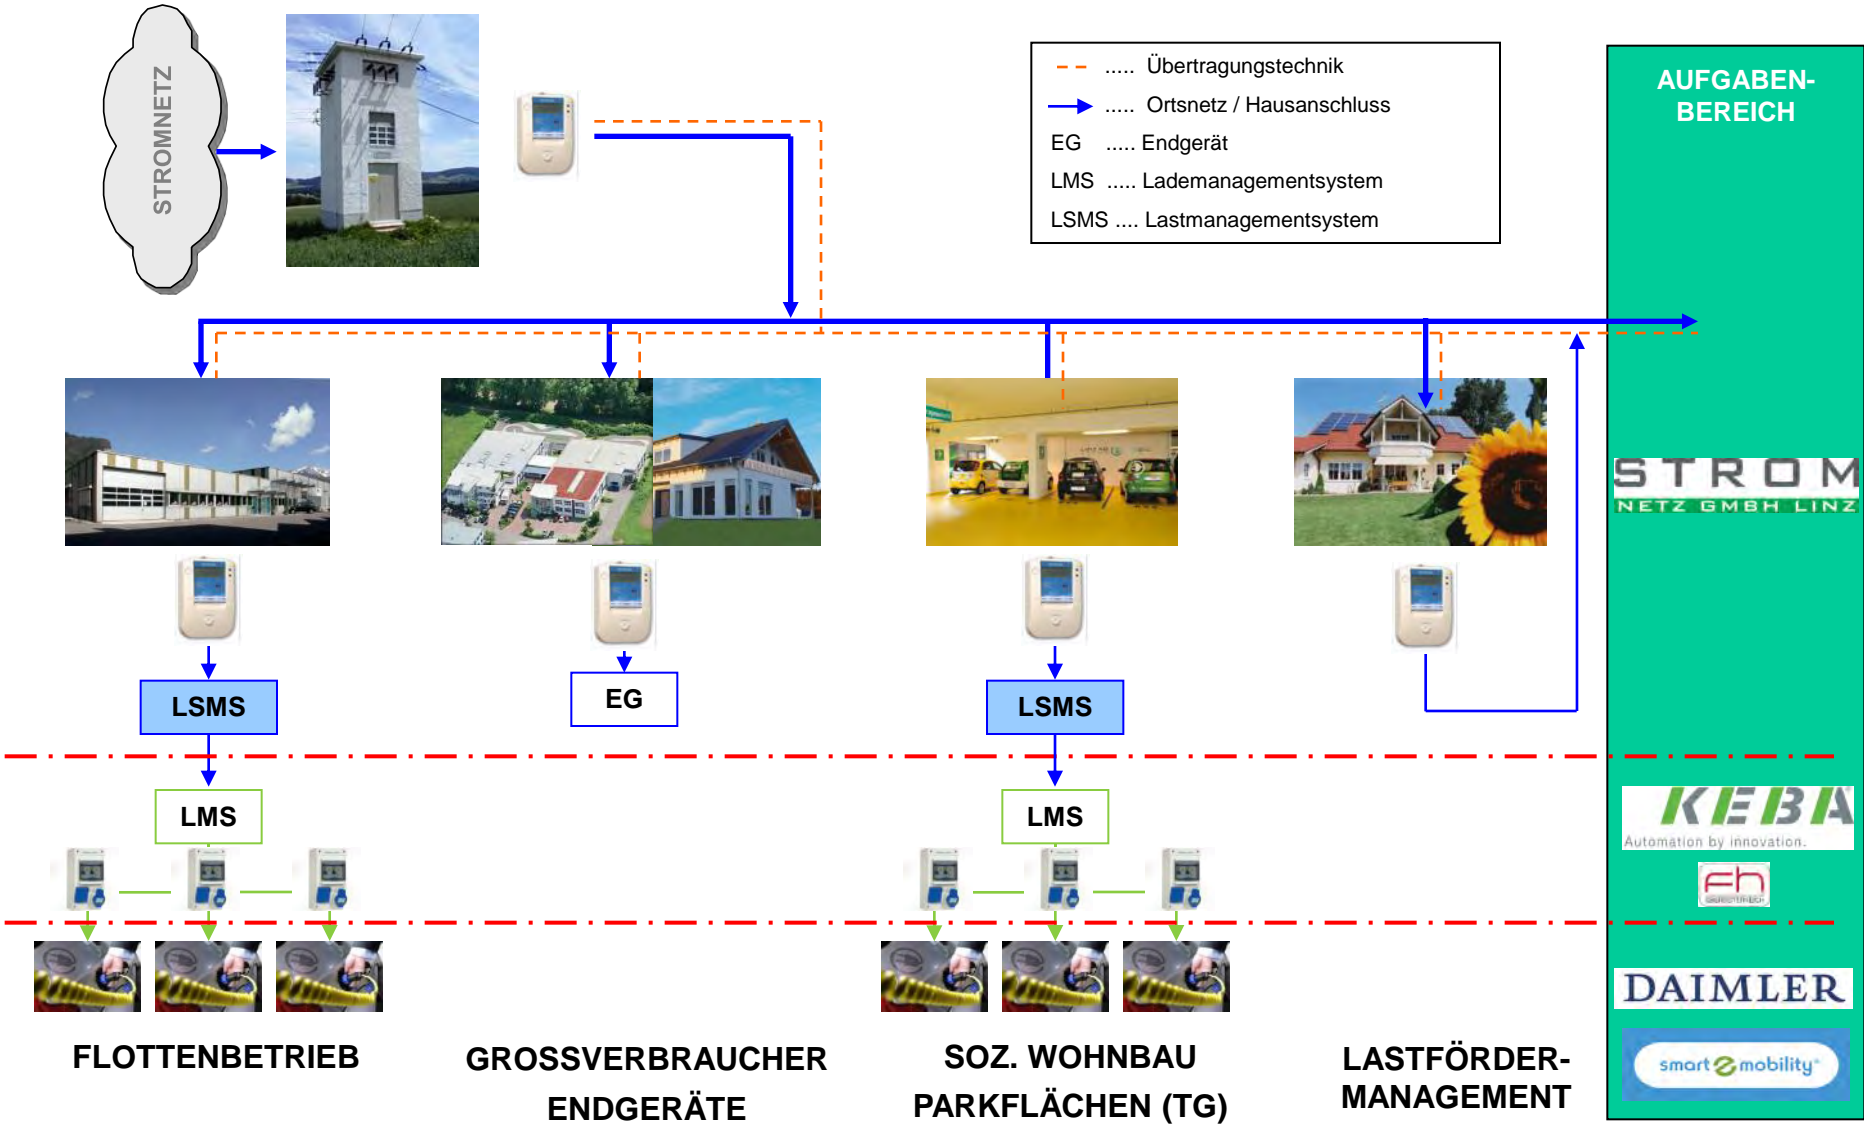 STROMNETZ
..... Übertragungstechnik
..... Ortsnetz / Hausanschluss
EG ..... Endgerät
LMS ..... Lademanagementsystem
LSMS .... Lastmanagementsystem
AUFGABEN-
BEREICH
STROM
NETZ GMBH LINZ
LSMS
EG
LSMS
LMS
LMS
KEBA
Automation by innovation.
fh
DAIMLER
smart e mobility
FLOTTENBETRIEB
GROSSVERBRAUCHER
ENDGERÄTE
SOZ. WOHNBAU
PARKFLÄCHEN (TG)
LASTFÖRDER-
MANAGEMENT